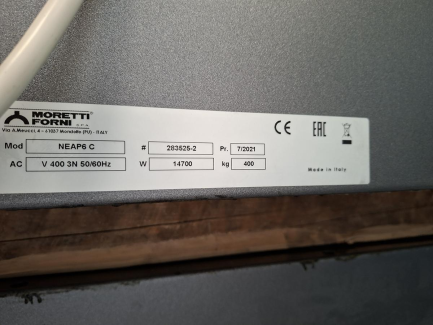 MORETTI
FORNI S.P.A.
Via A.Meucci, 4 - 61037 Mondolfo (PU) - ITALY
Mod NEAP6 C # 283525-2 Pr. 7/2021
AC V 400 3N 50/60Hz W 14700 kg 400
CE EAC
Made in Italy